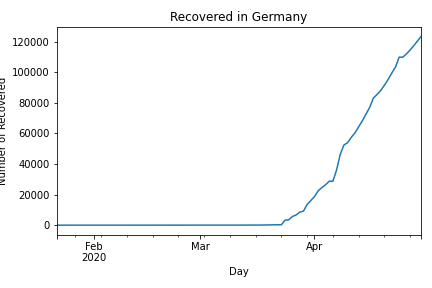 Recovered in Germany
120000
100000
80000
60000
40000
20000
0
Number of Recovered
Feb
2020
Mar
Apr
Day